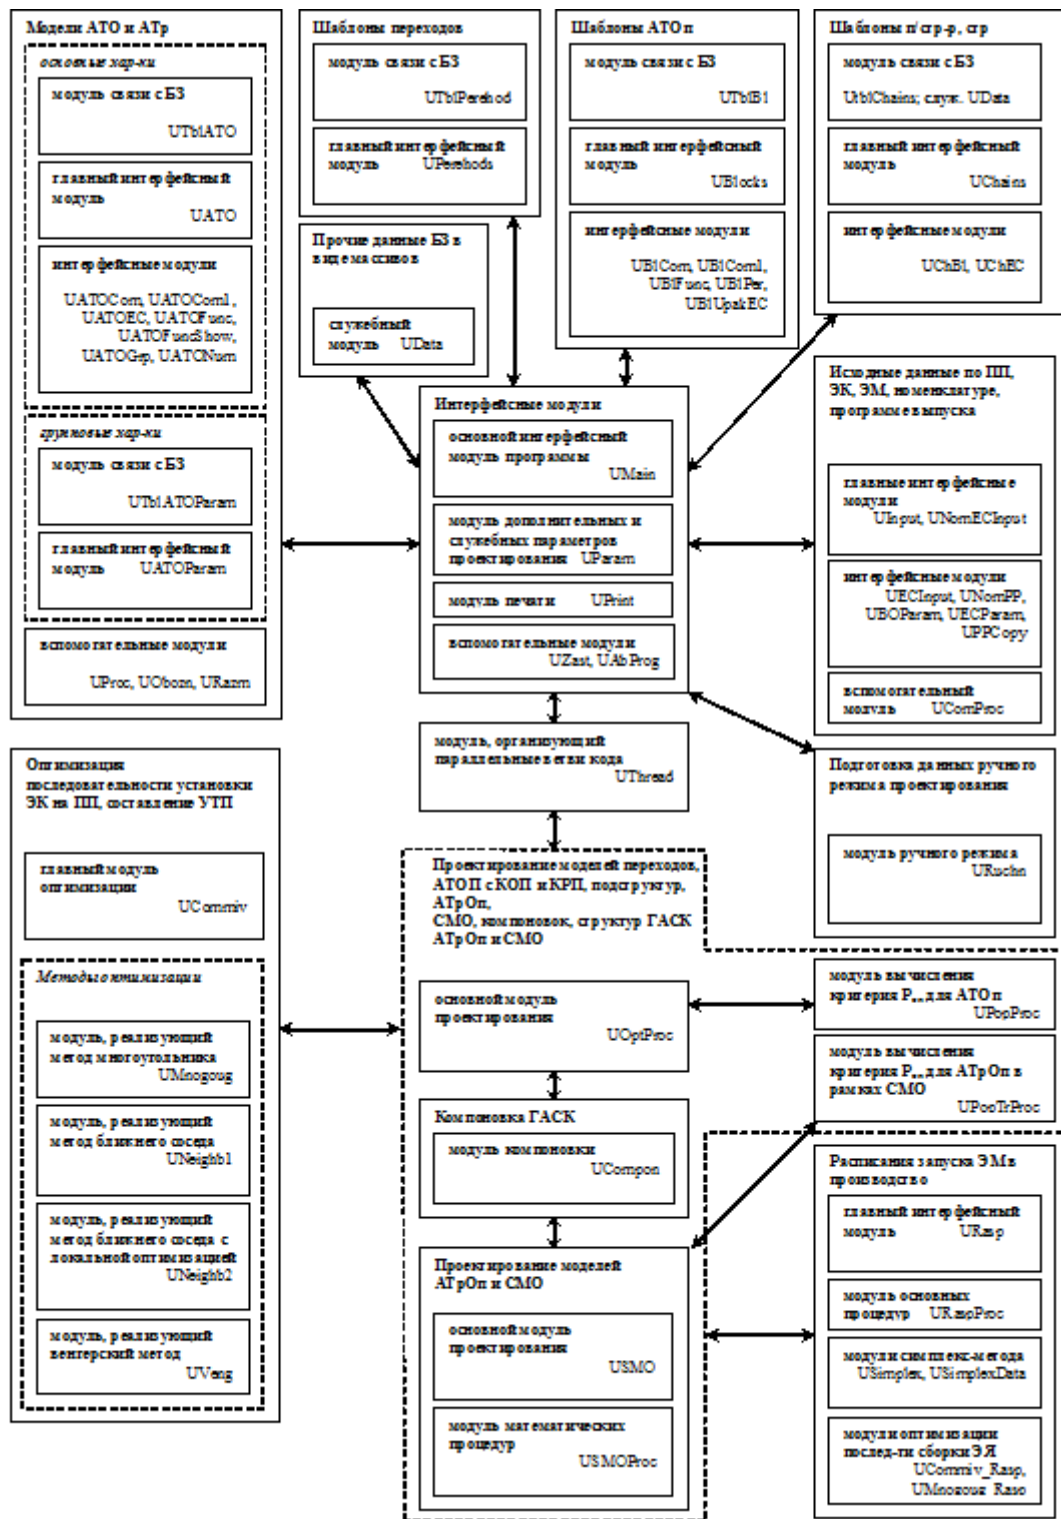 Модели АТО и АТр
основные хар-ки
модуль связи с БЗ
UTblATO
главный интерфейсный
модуль
UATO
интерфейсные модули
UATOCom, UATOCom1,
UATOEC, UATOFunc,
UATOFuncShow,
UATOGrp, UATONum
групповые хар-ки
модуль связи с БЗ
UTblATOParam
главный интерфейсный
модуль UATOParam
вспомогательные модули
UProc, UObozn, URazm
Шаблоны переходов
модуль связи с БЗ
UTblPerehod
главный интерфейсный
модуль UPerehods
Прочие данные БЗ в
виде массивов
служебный
модуль UData
Шаблоны АТОп
модуль связи с БЗ
UTblBl
главный интерфейсный
модуль
UBlocks
интерфейсные модули
UBlCom, UBlCom1,
UBlFunc, UBlPer,
UBlUpakEC
Шаблоны п/стр-р, стр
модуль связи с БЗ
UtblChains; служ. UData
главный интерфейсный
модуль
UChains
интерфейсные модули
UChBl, UChEC
Интерфейсные модули
основной интерфейсный
модуль программы
UMain
модуль дополнительных и
служебных параметров
проектирования UParam
модуль печати UPrint
вспомогательные модули
UZast, UAbProg
Исходные данные по ПП,
ЭК, ЭМ, номенклатуре,
программе выпуска
главные интерфейсные
модули
UInput, UNomECInput
интерфейсные модули
UECInput, UNomPP,
UBOParam, UECParam,
UPPCopy
вспомогательный
модуль UComProc
модуль, организующий
параллельные ветви кода
UThread
Подготовка данных ручного
режима проектирования
модуль ручного режима
URuchn
Оптимизация
последовательности установки
ЭК на ПП, составление УТП
главный модуль
оптимизации
UCommiv
Методы оптимизации
модуль, реализующий
метод многоугольника
UMnogoug
модуль, реализующий
метод ближнего соседа
UNeighb1
модуль, реализующий
метод ближнего соседа с
локальной оптимизацией
UNeighb2
модуль, реализующий
венгерский метод
UVeng
Проектирование моделей переходов,
АТОП с КОП и КРП, подструктур,
АТрОп,
СМО, компоновок, структур ГАСК
АТрОп и СМО
основной модуль
проектирования
UOptProc
Компоновка ГАСК
модуль компоновки
UCompon
Проектирование моделей
АТрОп и СМО
основной модуль
проектирования
USMO
модуль математических
процедур
USMOProc
модуль вычисления
критерия Р для АТОп
UPopProc
модуль вычисления
критерия Р для АТрОп в
рамках СМО
UPopTrProc
Расписания запуска ЭМ в
производство
главный интерфейсный
модуль URasp
модуль основных
процедур URaspProc
модули симплекс-метода
USimplex, USimplexData
модули оптимизации
послед-ти сборки ЭЯ
UCommiv_Rasp,
UMnogoug_Rasp